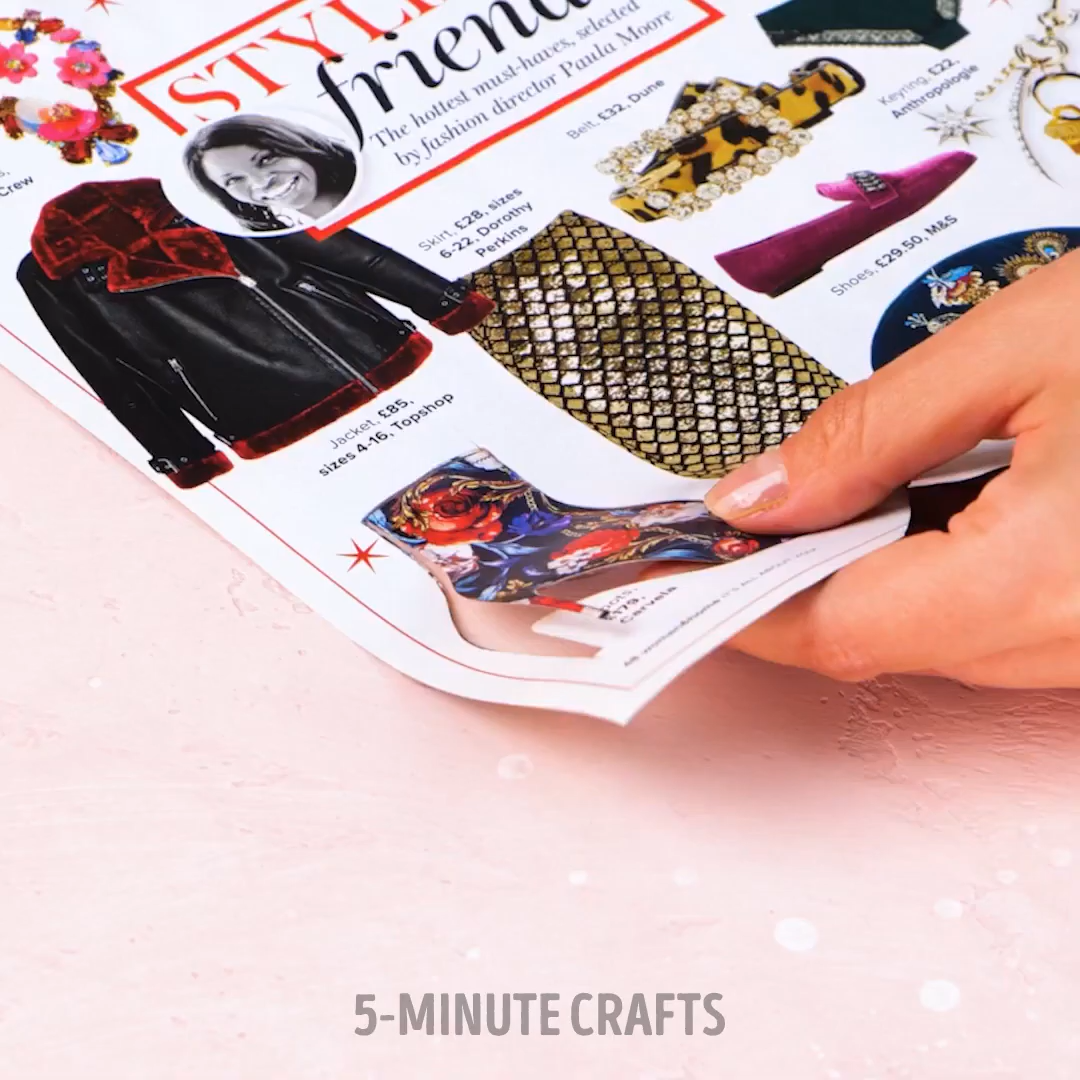 STYL
friend
The hottest must-haves, selected
by fashion director Paula Moore
Crew
Belt, £32, Dune
Keyring, £22,
Anthropologie
Skirt, £28, sizes
6-22, Dorothy
Perkins
Shoes, £29.50, M&S
Jacket, £85,
sizes 4-16, Topshop
£179,
Carvela
5-MINUTE CRAFTS